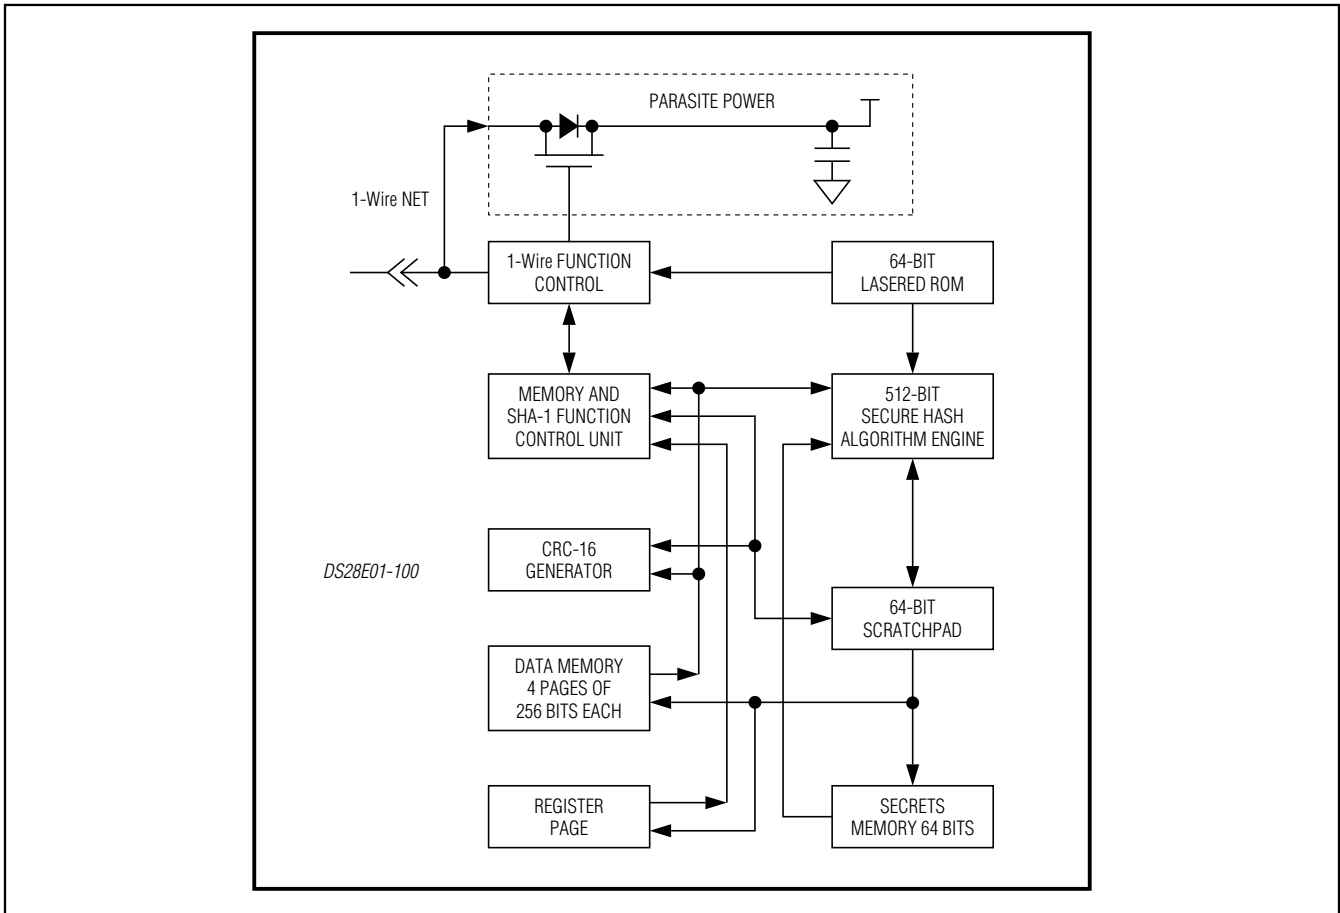 PARASITE POWER
1-Wire NET
1-Wire FUNCTION
CONTROL
64-BIT
LASERED ROM
MEMORY AND
SHA-1 FUNCTION
CONTROL UNIT
512-BIT
SECURE HASH
ALGORITHM ENGINE
CRC-16
GENERATOR
DS28E01-100
64-BIT
SCRATCHPAD
DATA MEMORY
4 PAGES OF
256 BITS EACH
REGISTER
PAGE
SECRETS
MEMORY 64 BITS